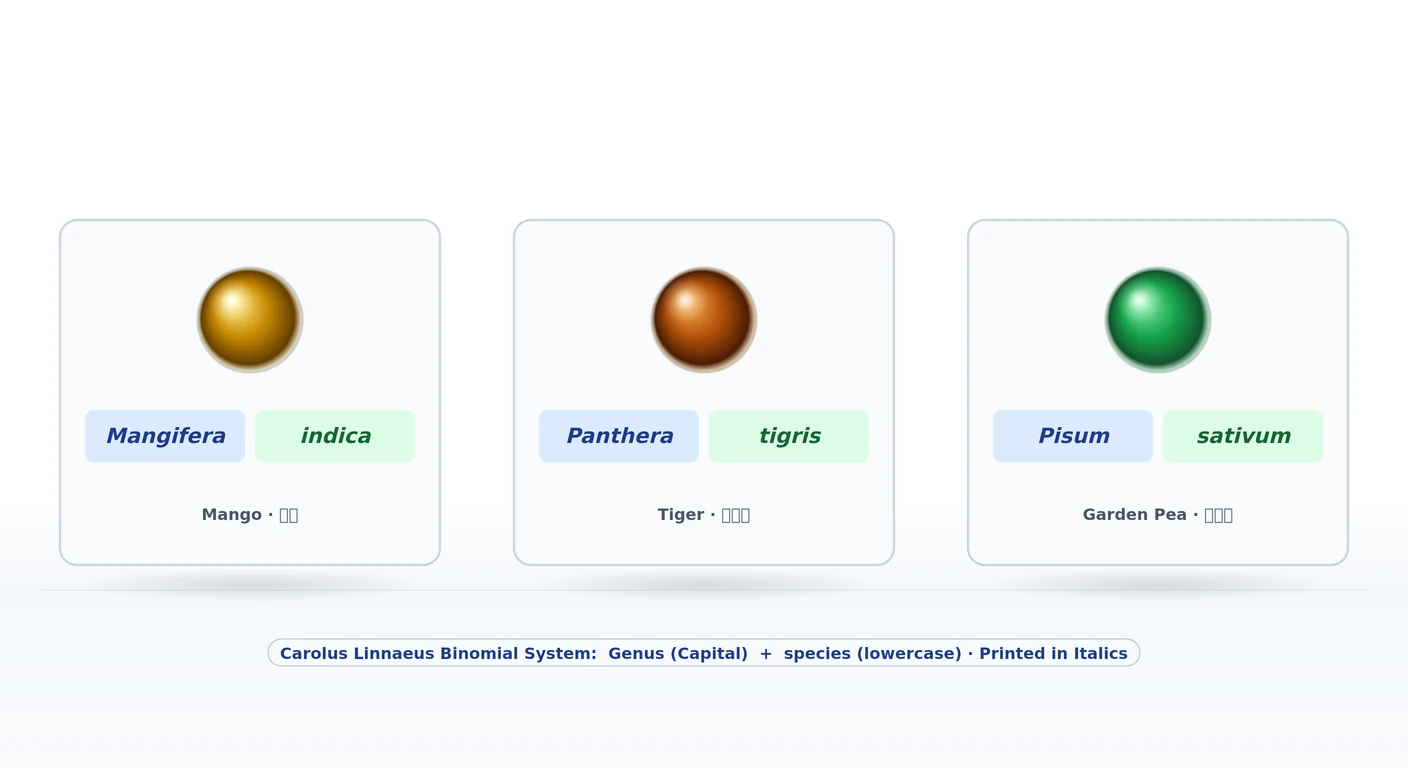 Mangifera indica
Mango ·
Panthera tigris
Tiger ·
Pisum sativum
Garden Pea ·
Carolus Linnaeus Binomial System: Genus (Capital) + species (lowercase) · Printed in Italics